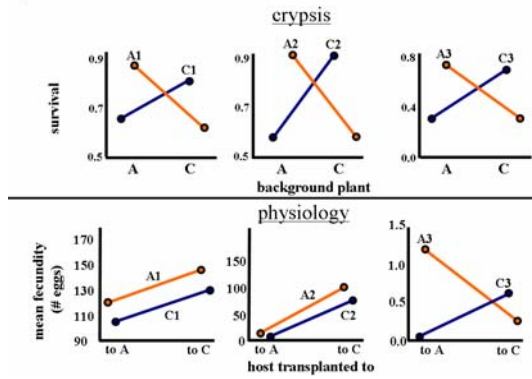 crypsis
survival
0.9
0.7
0.5
A1
C1
A
C
0.9
0.7
0.5
A2
C2
A
C
0.8
0.4
0.0
A3
C3
A
C
background plant
physiology
mean fecundity
(# eggs)
170
150
130
110
90
A1
C1
to A
to C
150
100
50
0
A2
C2
to A
to C
1.5
1.0
0.5
0.0
A3
C3
to A
to C
host transplanted to